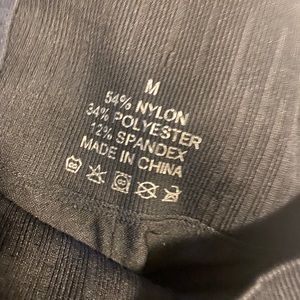 M
54% NYLON
34% POLYESTER
12% SPANDEX
MADE IN CHINA